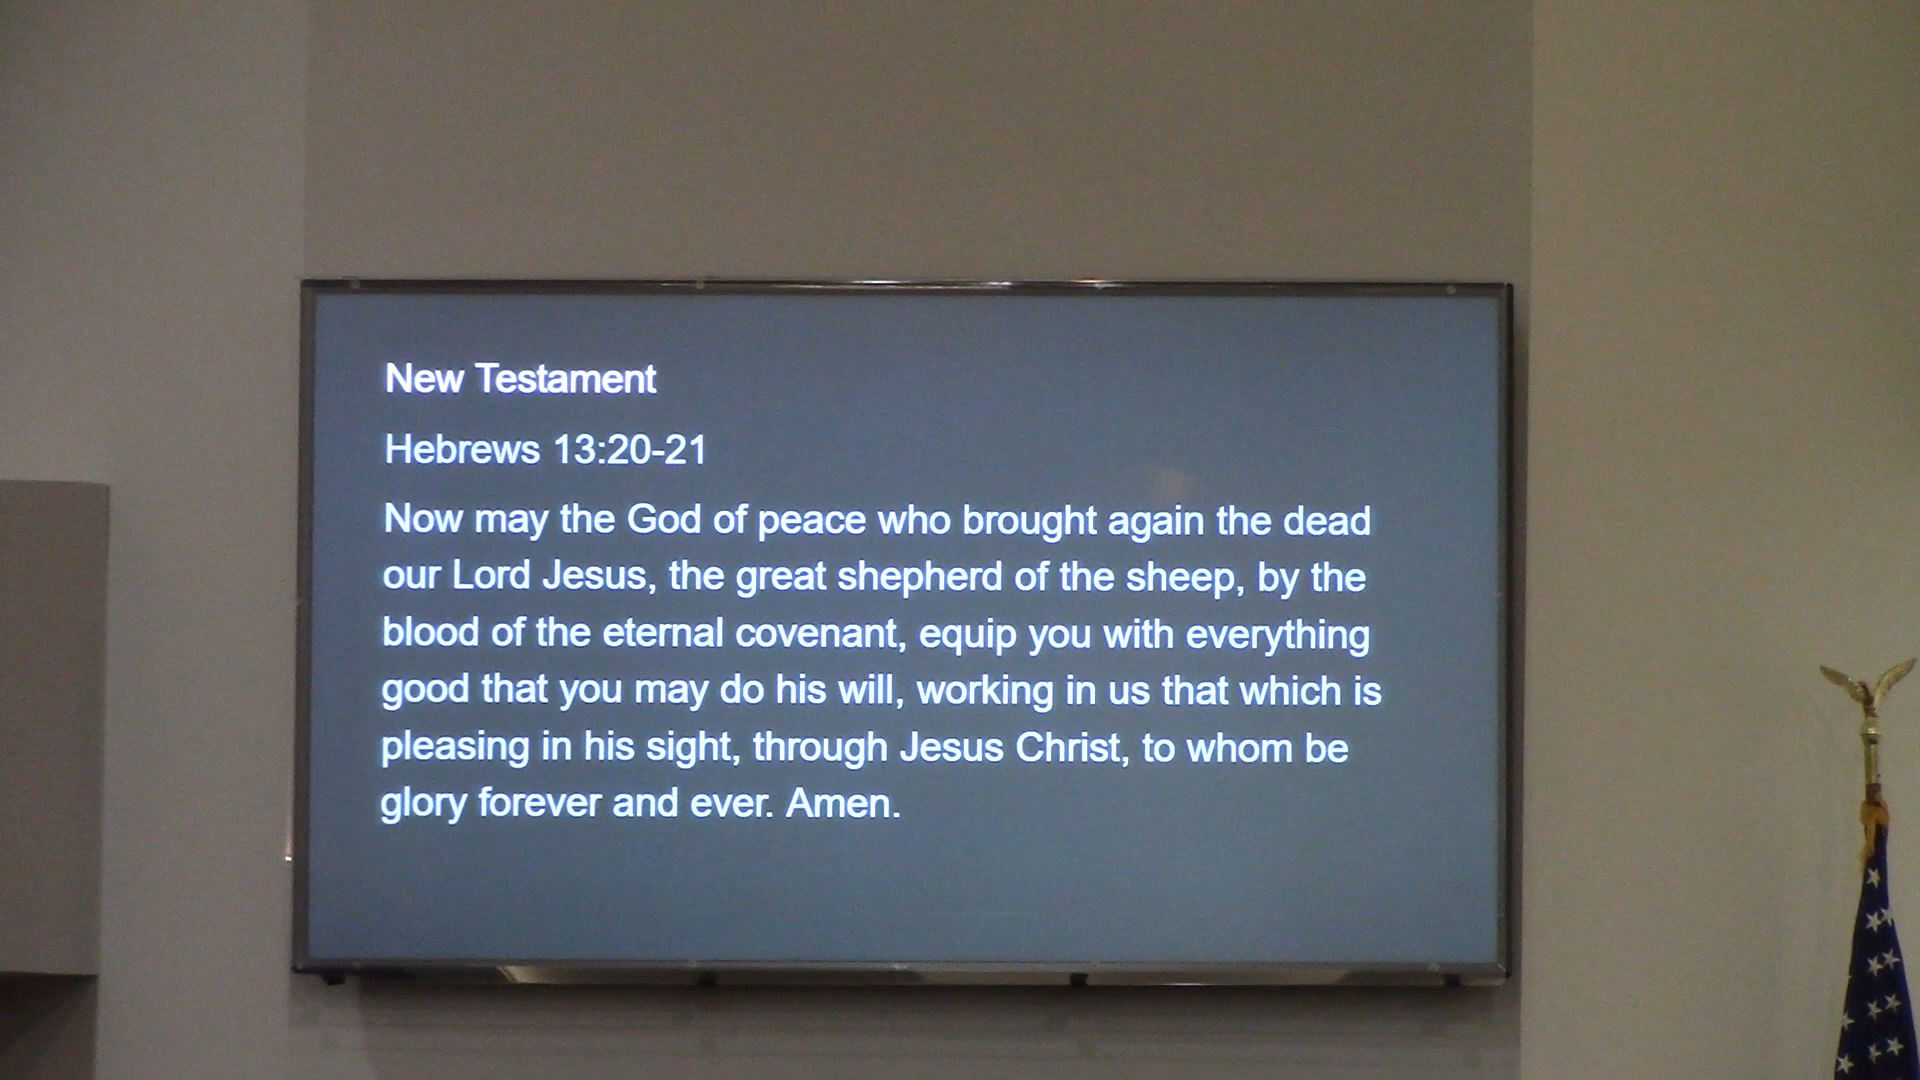 New Testament
Hebrews 13:20-21
Now may the God of peace who brought again the dead
our Lord Jesus, the great shepherd of the sheep, by the
blood of the eternal covenant, equip you with everything
good that you may do his will, working in us that which is
pleasing in his sight, through Jesus Christ, to whom be
glory forever and ever. Amen.